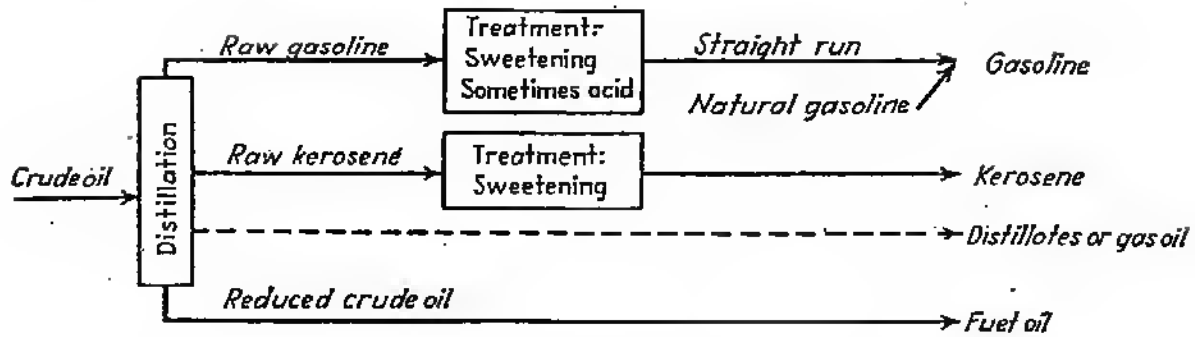 Raw gasoline
Treatment:
Sweetening
Sometimes acid
Straight run
Gasoline
Natural gasoline
Crude oil
Distillation
Raw kerosene
Treatment:
Sweetening
Kerosene
Distillotes or gas oil
Reduced crude oil
Fuel oil